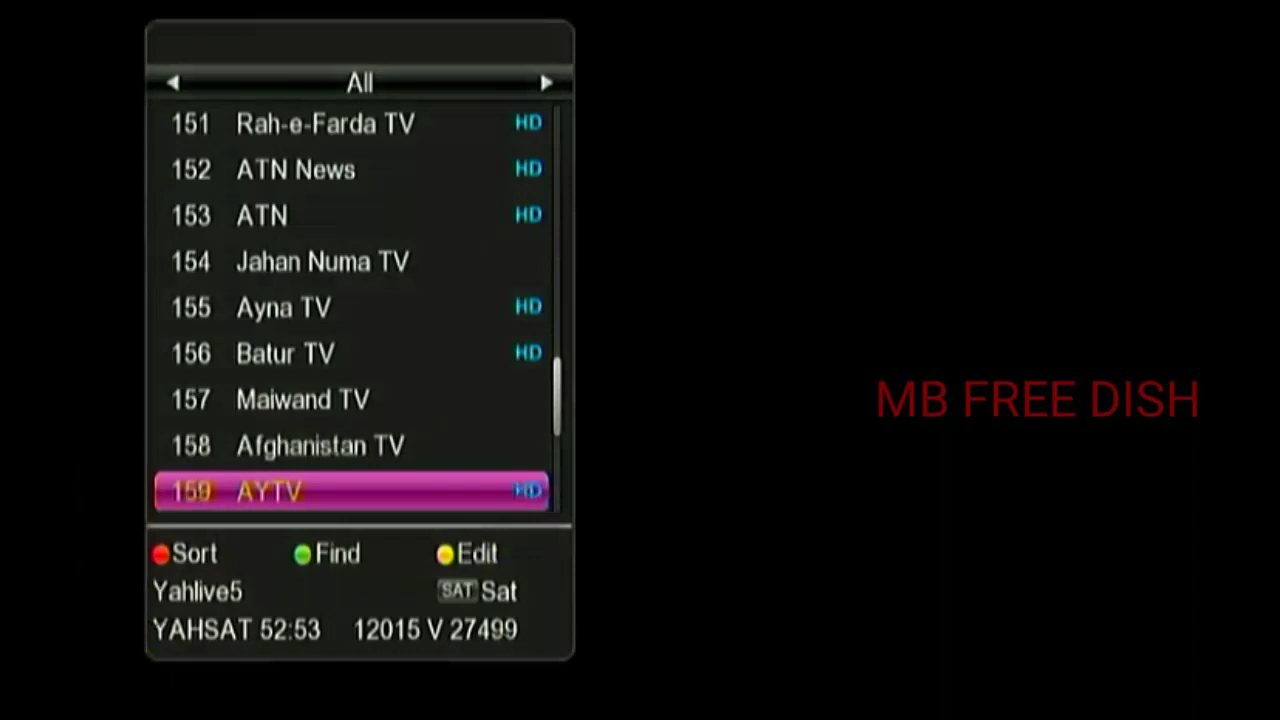 All
151 Rah-e-Farda TV HD
152 ATN News HD
153 ATN HD
154 Jahan Numa TV
155 Ayna TV HD
156 Batur TV HD
157 Maiwand TV
158 Afghanistan TV
159 AYTV HD
Sort Find Edit
Yahlive5 SAT Sat
YAHSAT 52:53 12015 V 27499
MB FREE DISH